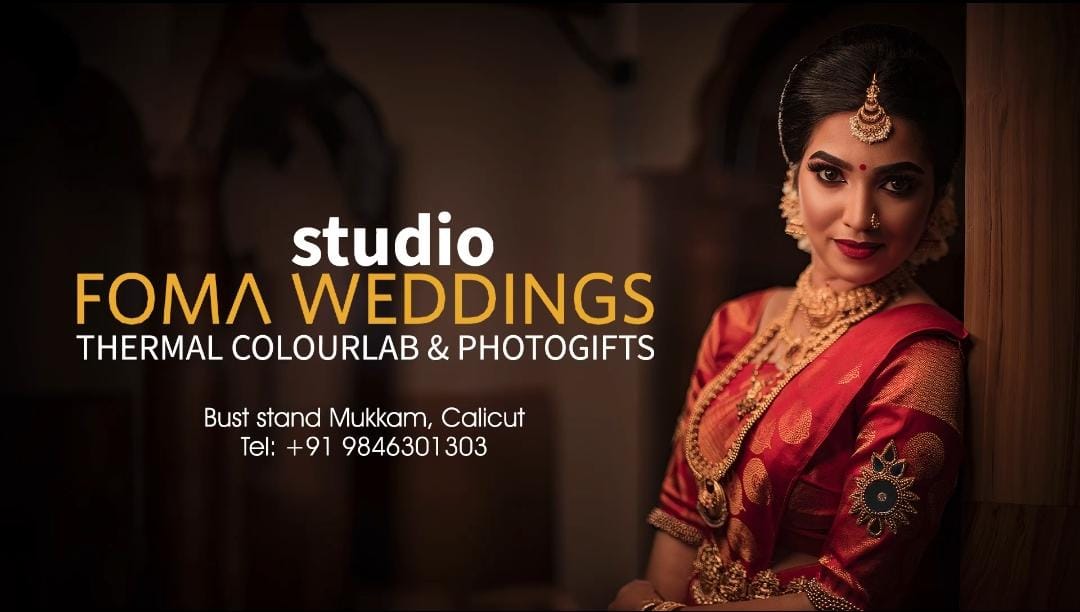 studio
FOMA WEDDINGS
THERMAL COLOURLAB & PHOTOGIFTS
Bust stand Mukkam, Calicut
Tel: +91 9846301303